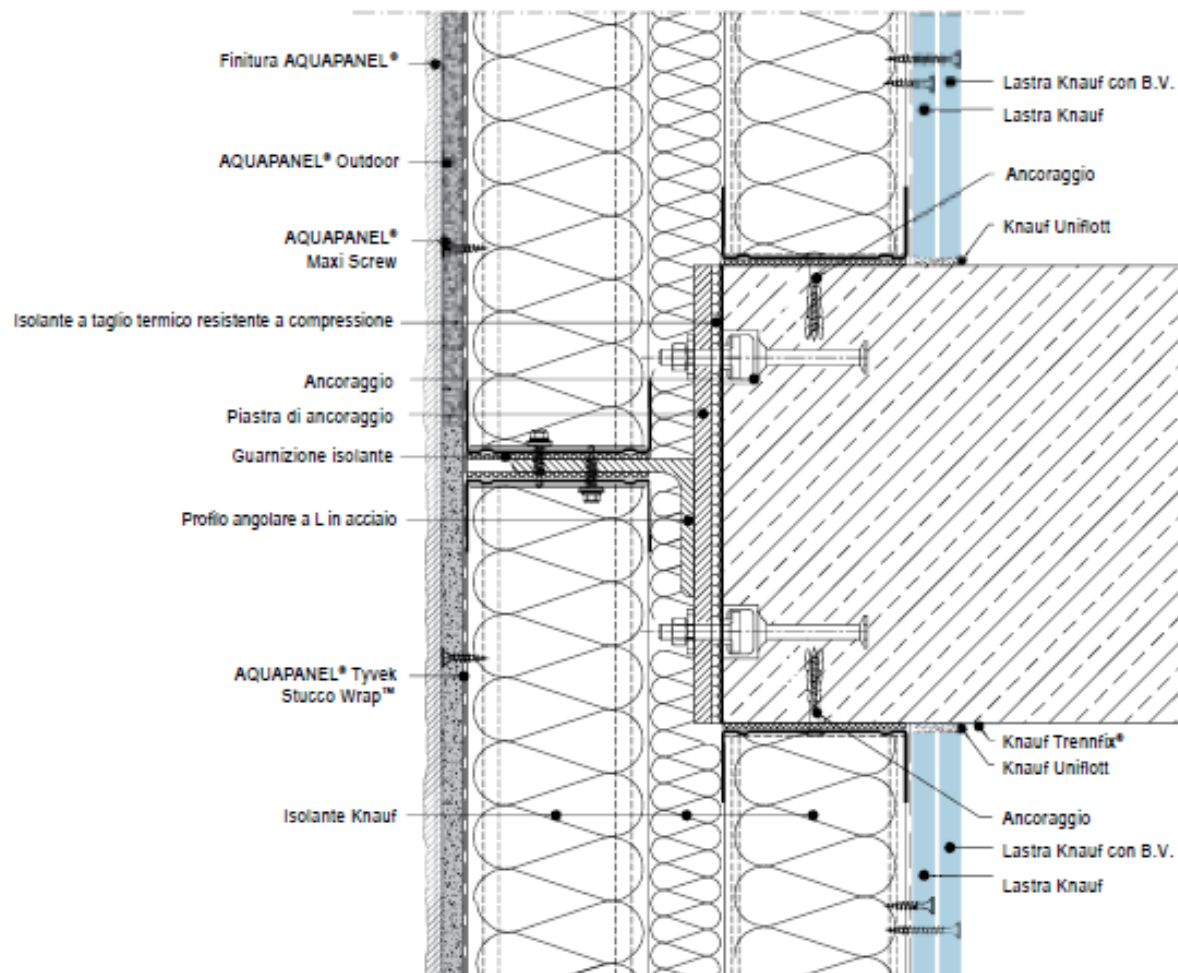 Finitura AQUAPANEL®
AQUAPANEL® Outdoor
AQUAPANEL®
Maxi Screw
Isolante a taglio termico resistente a compressione
Ancoraggio
Piastra di ancoraggio
Guarnizione isolante
Profilo angolare a L in acciaio
AQUAPANEL® Tyvek
Stucco Wrap™
Isolante Knauf
Lastra Knauf con B.V.
Lastra Knauf
Ancoraggio
Knauf Uniflott
Knauf Trennfix®
Knauf Uniflott
Ancoraggio
Lastra Knauf con B.V.
Lastra Knauf